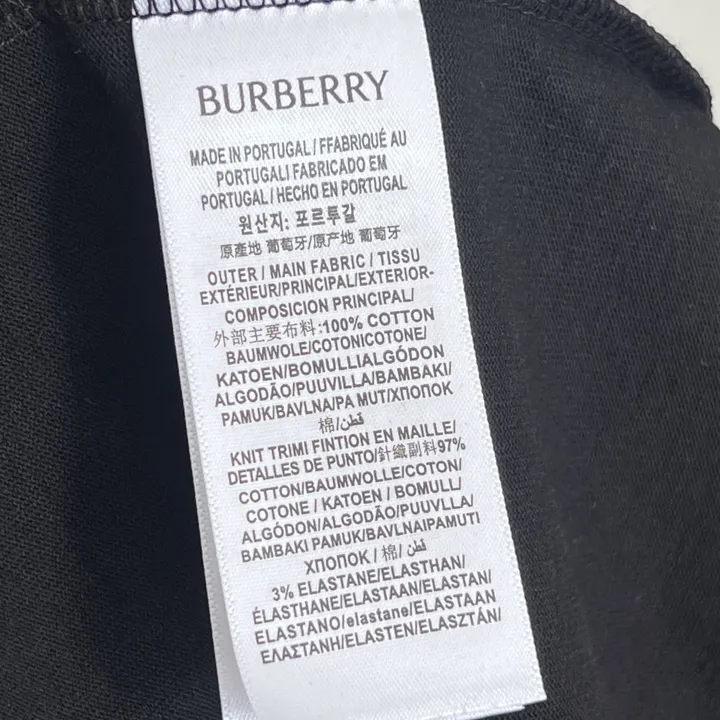 BURBERRY
MADE IN PORTUGAL / FFABRIQUÉ AU
PORTUGALI FABRICADO EM
PORTUGAL / HECHO EN PORTUGAL
원산지: 포르투갈
原產地 葡萄牙/原产地 葡萄牙
OUTER / MAIN FABRIC / TISSU
EXTÉRIEUR/PRINCIPAL/EXTERIOR-
COMPOSICION PRINCIPAL/
外部主要布料:100% COTTON
BAUMWOLE/COTONICOTONE/
KATOEN/BOMULLIALGÓDON
ALGODÃO/PUUVILLA/BAMBAKI/
PAMUK/BAVLNA/PA MUT/ХПОПОК
棉/قطن
KNIT TRIMI FINTION EN MAILLE/
DETALLES DE PUNTO/針織副料97%
COTTON/BAUMWOLLE/COTON/
COTONE / KATOEN / BOMULL/
ALGODÓN/ALGODÃO/PUUVLLA/
BAMBAKI PAMUK/BAVLNAIPAMUTI
ХПОПОК / 棉/ قطن/
3% ELASTANE/ELASTHAN/
ÉLASTHANE/ELASTAAN/ELASTAN/
ELASTANO/elastane/ELASTAAN
ΕΛΑΣΤΑΝΗ/ELASTEN/ELASZTÁN/